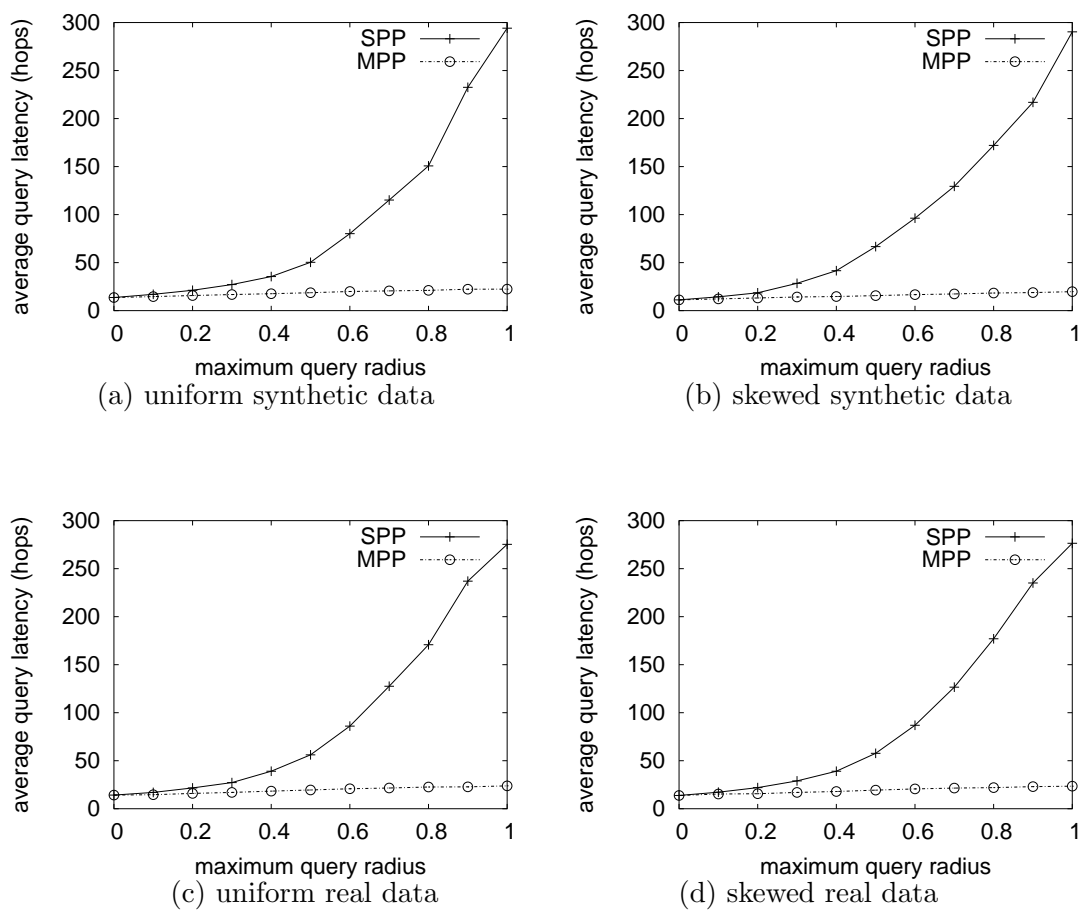 average query latency (hops)
300
250
200
150
100
50
0
SPP
MPP
0 0.2 0.4 0.6 0.8 1
maximum query radius
(a) uniform synthetic data
average query latency (hops)
300
250
200
150
100
50
0
SPP
MPP
0 0.2 0.4 0.6 0.8 1
maximum query radius
(b) skewed synthetic data
average query latency (hops)
300
250
200
150
100
50
0
SPP
MPP
0 0.2 0.4 0.6 0.8 1
maximum query radius
(c) uniform real data
average query latency (hops)
300
250
200
150
100
50
0
SPP
MPP
0 0.2 0.4 0.6 0.8 1
maximum query radius
(d) skewed real data